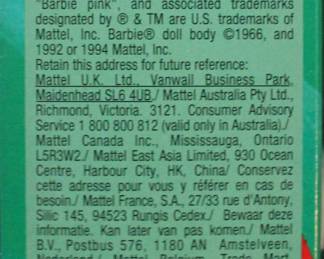 "Barbie pink", and associated trademarks
designated by ® & TM are U.S. trademarks of
Mattel, Inc. Barbie® doll body ©1966, and
1992 or 1994 Mattel, Inc.
Retain this address for future reference:
Mattel U.K. Ltd., Vanwall Business Park,
Maidenhead SL6 4UB./ Mattel Australia Pty Ltd.,
Richmond, Victoria. 3121. Consumer Advisory
Service 1 800 800 812 (valid only in Australia)./
Mattel Canada Inc., Mississauga, Ontario
L5R3W2./ Mattel East Asia Limited, 930 Ocean
Centre, Harbour City, HK, China/ Conservez
cette adresse pour vous y référer en cas de
besoin./ Mattel France, S.A., 27/33 rue d'Antony,
Silic 145, 94523 Rungis Cedex./ Bewaar deze
informatie. Kan later van pas komen./ Mattel
B.V., Postbus 576, 1180 AN Amstelveen,
Nederland./ Mattel, Belgium, Trade Mart,